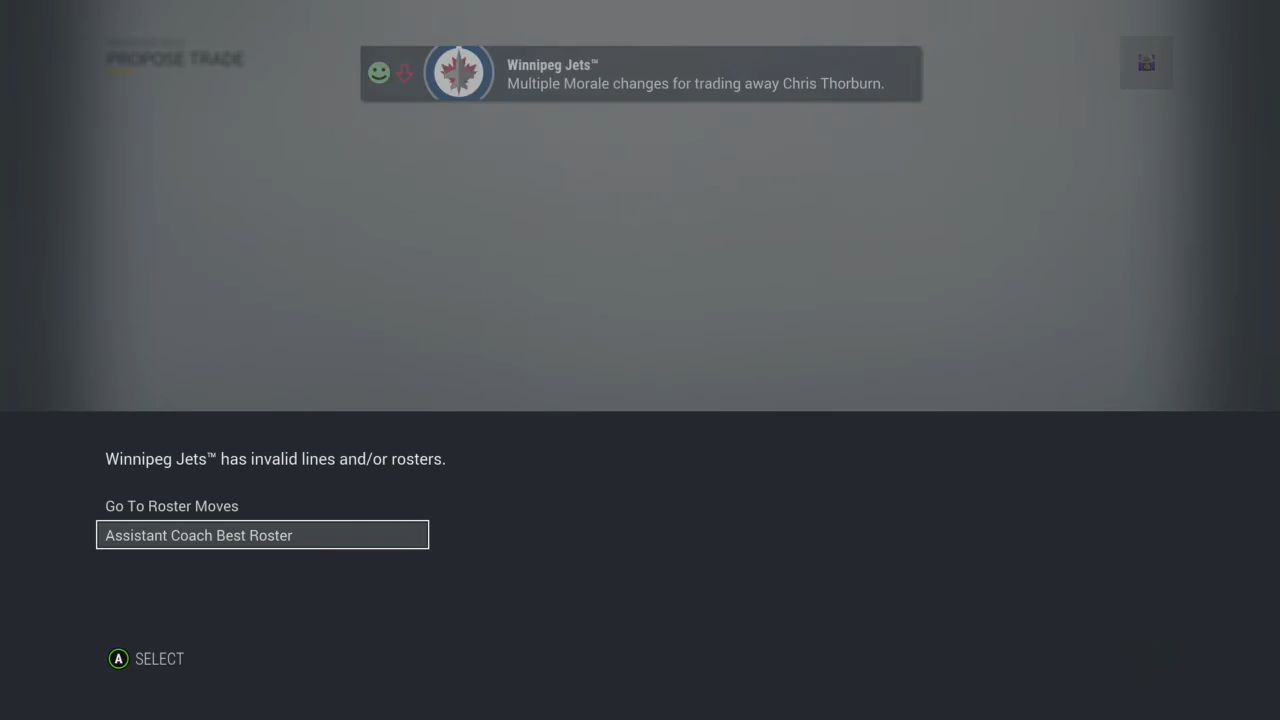 PROPOSE TRADE
Winnipeg Jets™
Multiple Morale changes for trading away Chris Thorburn.
Winnipeg Jets™ has invalid lines and/or rosters.
Go To Roster Moves
Assistant Coach Best Roster
A SELECT